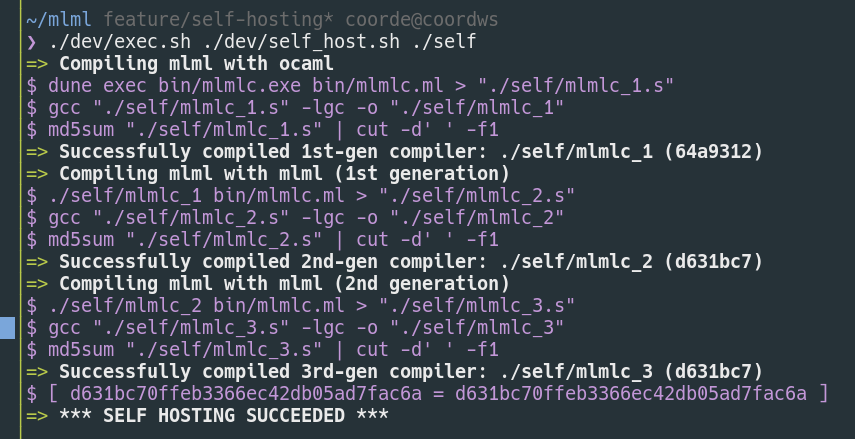 ~/mlml feature/self-hosting* coorde@coordws
❯ ./dev/exec.sh ./dev/self_host.sh ./self
=> Compiling mlml with ocaml
$ dune exec bin/mlmlc.exe bin/mlmlc.ml > "./self/mlmlc_1.s"
$ gcc "./self/mlmlc_1.s" -lgc -o "./self/mlmlc_1"
$ md5sum "./self/mlmlc_1.s" | cut -d' ' -f1
=> Successfully compiled 1st-gen compiler: ./self/mlmlc_1 (64a9312)
=> Compiling mlml with mlml (1st generation)
$ ./self/mlmlc_1 bin/mlmlc.ml > "./self/mlmlc_2.s"
$ gcc "./self/mlmlc_2.s" -lgc -o "./self/mlmlc_2"
$ md5sum "./self/mlmlc_2.s" | cut -d' ' -f1
=> Successfully compiled 2nd-gen compiler: ./self/mlmlc_2 (d631bc7)
=> Compiling mlml with mlml (2nd generation)
$ ./self/mlmlc_2 bin/mlmlc.ml > "./self/mlmlc_3.s"
$ gcc "./self/mlmlc_3.s" -lgc -o "./self/mlmlc_3"
$ md5sum "./self/mlmlc_3.s" | cut -d' ' -f1
=> Successfully compiled 3rd-gen compiler: ./self/mlmlc_3 (d631bc7)
$ [ d631bc70ffeb3366ec42db05ad7fac6a = d631bc70ffeb3366ec42db05ad7fac6a ]
=> *** SELF HOSTING SUCCEEDED ***